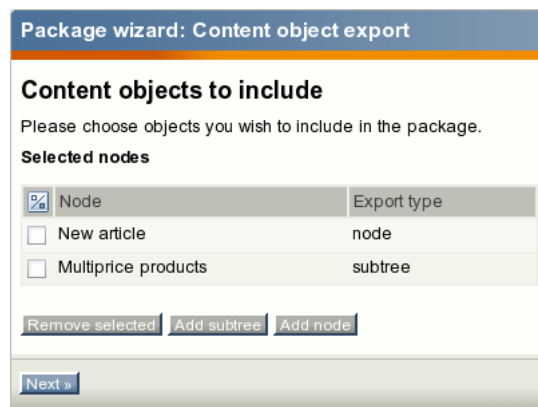 Package wizard: Content object export
Content objects to include
Please choose objects you wish to include in the package.
Selected nodes
Node Export type
New article node
Multiprice products subtree
Remove selected Add subtree Add node
Next »